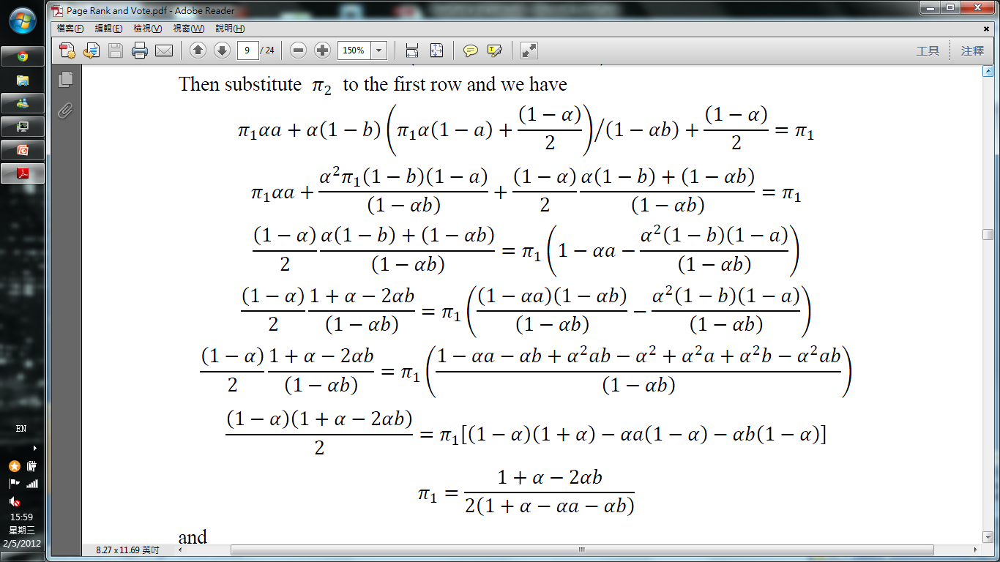 Page Rank and Vote.pdf - Adobe Reader
檔案(F) 編輯(E) 檢視(V) 視窗(W) 說明(H)
9 / 24 150% 工具 注釋
Then substitute π₂ to the first row and we have
π₁αa + α(1 − b) (π₁α(1 − a) + (1 − α)/2) / (1 − αb) + (1 − α)/2 = π₁
π₁αa + α²π₁(1 − b)(1 − a)/(1 − αb) + (1 − α)/2 α(1 − b) + (1 − αb)/(1 − αb) = π₁
(1 − α)/2 α(1 − b) + (1 − αb)/(1 − αb) = π₁ (1 − αa − α²(1 − b)(1 − a)/(1 − αb))
(1 − α)/2 1 + α − 2αb/(1 − αb) = π₁ ((1 − αa)(1 − αb)/(1 − αb) − α²(1 − b)(1 − a)/(1 − αb))
(1 − α)/2 1 + α − 2αb/(1 − αb) = π₁ (1 − αa − αb + α²ab − α² + α²a + α²b − α²ab/(1 − αb))
(1 − α)(1 + α − 2αb)/2 = π₁[(1 − α)(1 + α) − αa(1 − α) − αb(1 − α)]
π₁ = 1 + α − 2αb/2(1 + α − αa − αb)
and
8.27 x 11.69 英吋
EN
15:59
星期三
2/5/2012